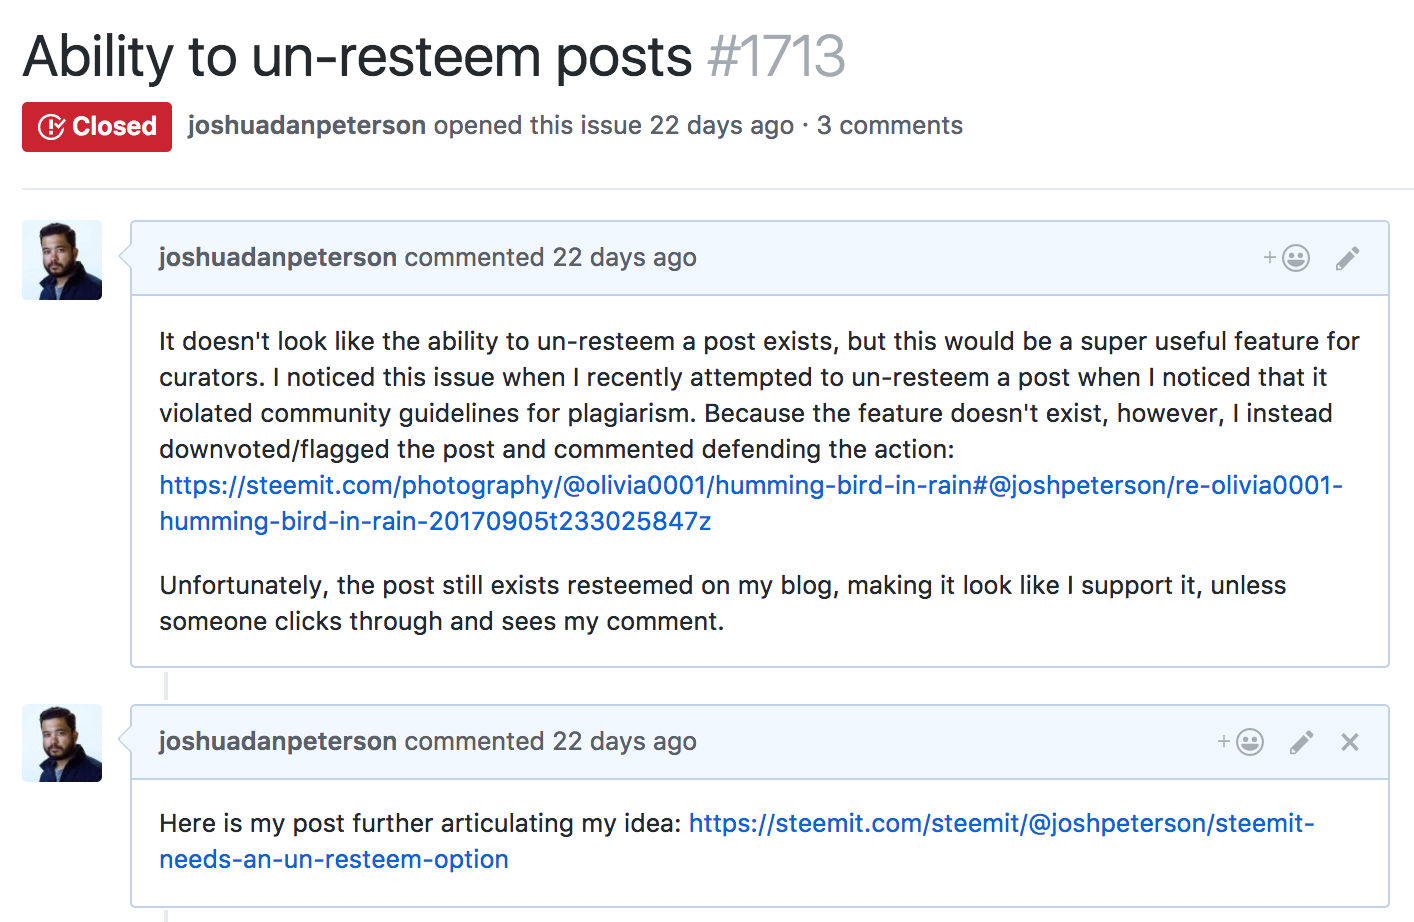 Ability to un-resteem posts #1713
Closed joshuadanpeterson opened this issue 22 days ago · 3 comments
joshuadanpeterson commented 22 days ago
It doesn't look like the ability to un-resteem a post exists, but this would be a super useful feature for
curators. I noticed this issue when I recently attempted to un-resteem a post when I noticed that it
violated community guidelines for plagiarism. Because the feature doesn't exist, however, I instead
downvoted/flagged the post and commented defending the action:
https://steemit.com/photography/@olivia0001/humming-bird-in-rain#@joshpeterson/re-olivia0001-
humming-bird-in-rain-20170905t233025847z
Unfortunately, the post still exists resteemed on my blog, making it look like I support it, unless
someone clicks through and sees my comment.
joshuadanpeterson commented 22 days ago
Here is my post further articulating my idea: https://steemit.com/steemit/@joshpeterson/steemit-
needs-an-un-resteem-option